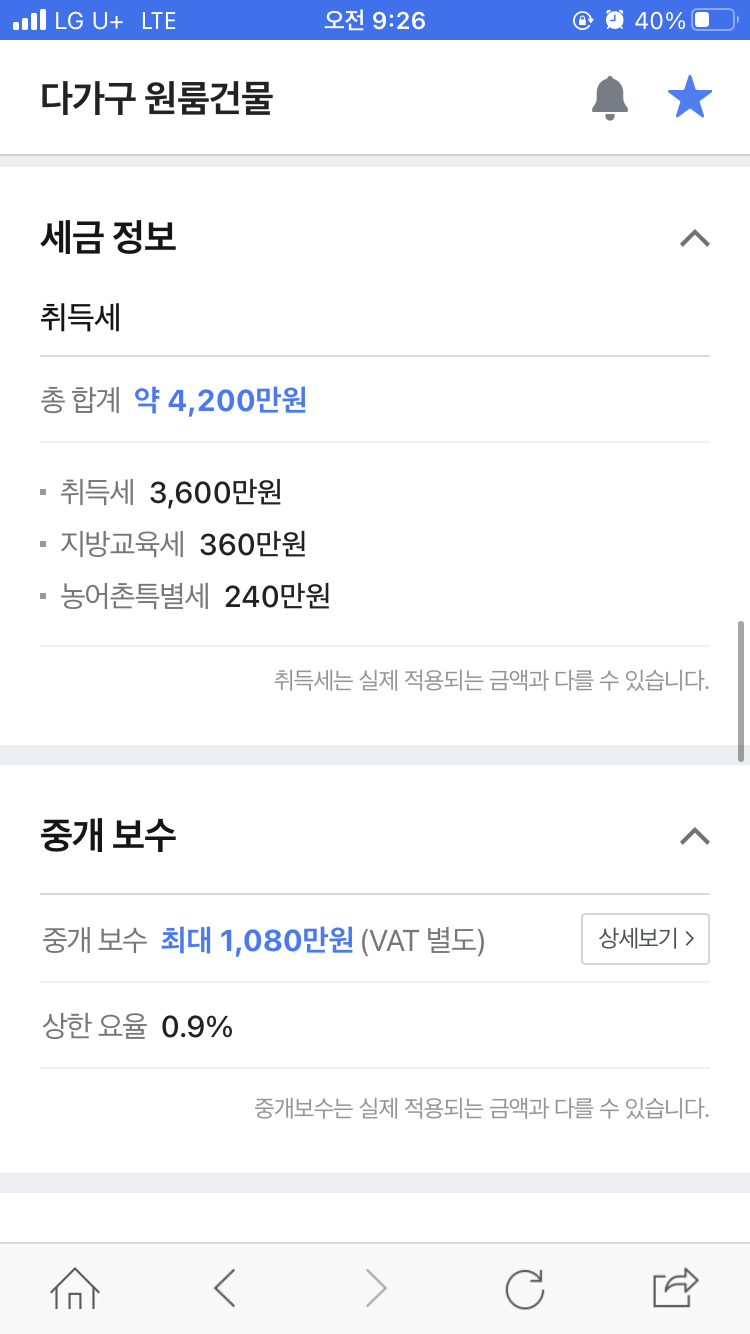 LG U+ LTE 오전 9:26 40%
다가구 원룸건물
세금 정보
취득세
총 합계 약 4,200만원
취득세 3,600만원
지방교육세 360만원
농어촌특별세 240만원
취득세는 실제 적용되는 금액과 다를 수 있습니다.
중개 보수
중개 보수 최대 1,080만원 (VAT 별도) 상세보기 >
상한 요율 0.9%
중개보수는 실제 적용되는 금액과 다를 수 있습니다.